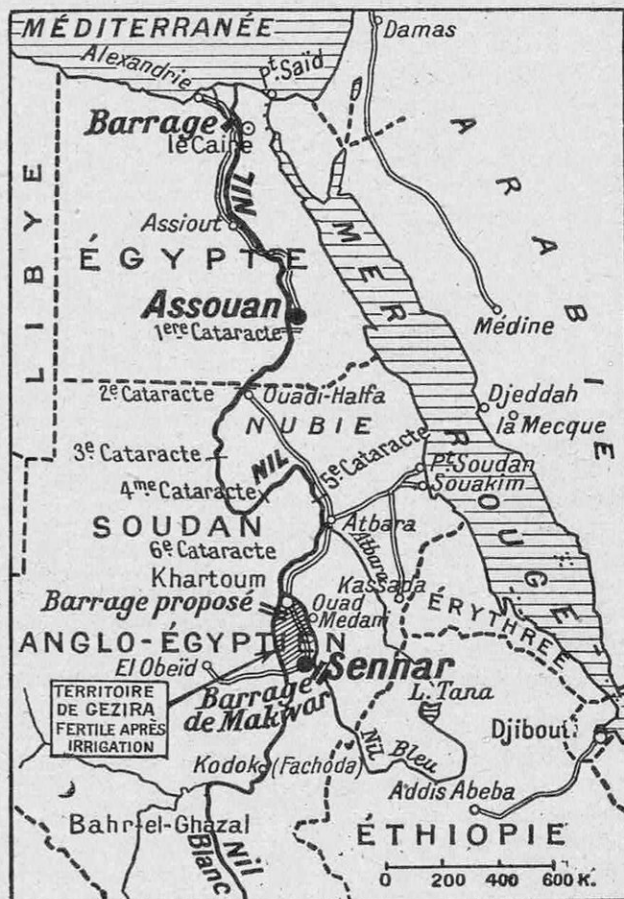 MÉDITERRANÉE
Damas
Alexandrie
Pt. Saïd
Barrage
le Caire
NIL
ARABIE
LIBYE
Assiout
ÉGYPTE
MER ROUGE
Assouan
1ere Cataracte
Médine
2e Cataracte
Ouadi-Halfa
Djeddah
la Mecque
NUBIE
3e Cataracte
NIL
5e Cataracte
Pt. Soudan
Souakim
4me Cataracte
SOUDAN
Atbara
6e Cataracte
Atbara
Khartoum
Kassala
Barrage proposé
Ouad
Medam
ÉRYTHRÉE
ANGLO-ÉGYPTIEN
El Obeïd
Sennar
Barrage
de Makwar
L. Tana
TERRITOIRE
DE GEZIRA
FERTILE APRÈS
IRRIGATION
Djibouti
Nil Bleu
Kodok (Fachoda)
Addis Abeba
Bahr-el-Ghazal
Nil
Blanc
ÉTHIOPIE
0 200 400 600 K.